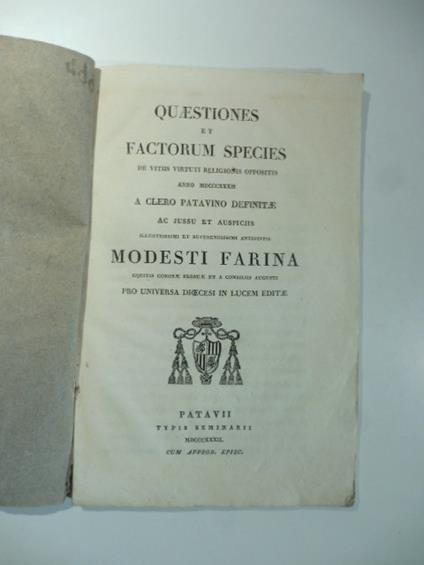 QUÆSTIONES
ET
FACTORUM SPECIES
DE VITIIS VIRTUTI RELIGIONIS OPPOSITIS
ANNO MDCCCXXXII
A CLERO PATAVINO DEFINITÆ
AC JUSSU ET AUSPICIIS
ILLUSTRISSIMI ET REVERENDISSIMI ANTISTITIS
MODESTI FARINA
EQUITIS CORONÆ FERREÆ ET A CONSILIIS AUGUSTI
PRO UNIVERSA DIŒCESI IN LUCEM EDITÆ
PATAVII
TYPIS SEMINARII
MDCCCXXXII.
CUM APPROB. EPISC.